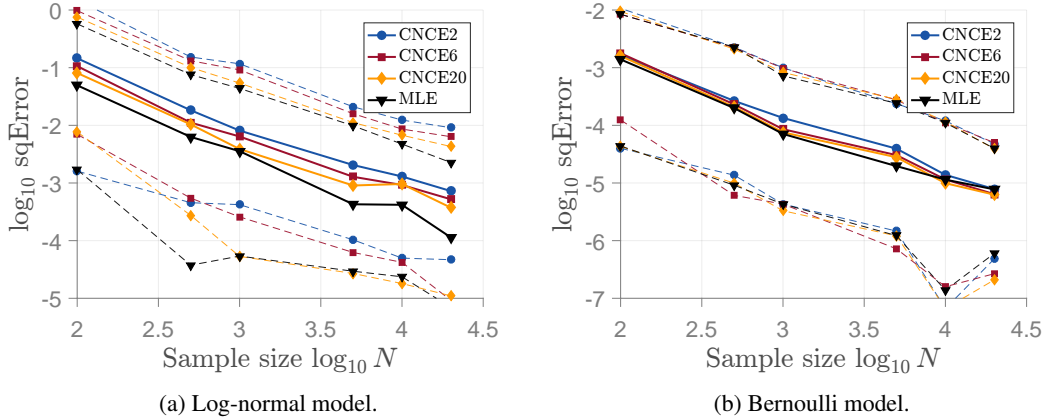 0
-1
-2
-3
-4
-5
2
2.5
3
3.5
4
4.5
log10 sqError
Sample size log10 N
CNCE2
CNCE6
CNCE20
MLE
(a) Log-normal model.
-2
-3
-4
-5
-6
-7
2
2.5
3
3.5
4
4.5
log10 sqError
Sample size log10 N
CNCE2
CNCE6
CNCE20
MLE
(b) Bernoulli model.